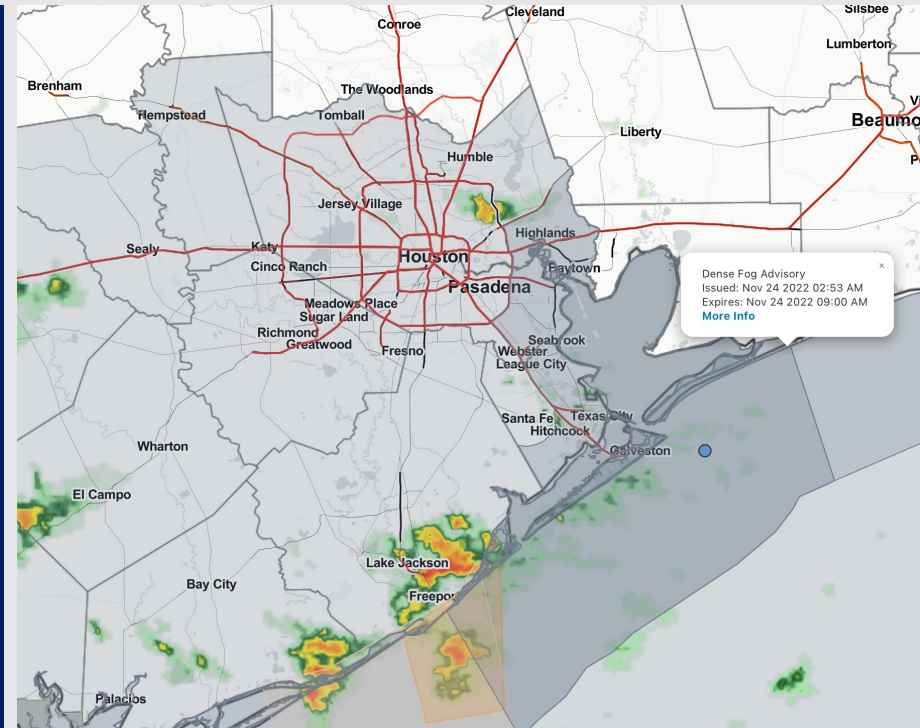 Cleveland
Silsbee
Conroe
Lumberton
Brenham
The Woodlands
Hempstead
Tomball
Beaumo
Liberty
Humble
Jersey Village
Highlands
Sealy
Katy
Houston
Cinco Ranch
Baytown
Dense Fog Advisory
×
Issued: Nov 24 2022 02:53 AM
Expires: Nov 24 2022 09:00 AM
More Info
Pasadena
Meadows Place
Sugar Land
Richmond
Greatwood
Fresno
Seabrook
Webster
League City
Santa Fe
Texas City
Hitchcock
Galveston
Wharton
El Campo
Lake Jackson
Bay City
Freepor
Palacios